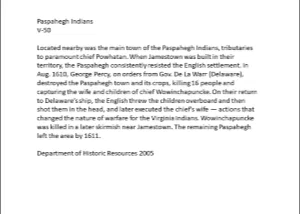 Paspahegh Indians
V-50
Located nearby was the main town of the Paspahegh Indians, tributaries
to paramount chief Powhatan. When Jamestown was built in their
territory, the Paspahegh consistently resisted the English settlement. In
Aug. 1610, George Percy, on orders from Gov. De La Warr (Delaware),
destroyed the Paspahegh town and its crops, killing 16 people and
capturing the wife and children of chief Wowinchapuncke. On their return
to Delaware's ship, the English threw the children overboard and then
shot them in the head, and later executed the chief's wife — actions that
changed the nature of warfare for the Virginia Indians. Wowinchapuncke
was killed in a later skirmish near Jamestown. The remaining Paspahegh
left the area by 1611.
Department of Historic Resources 2005